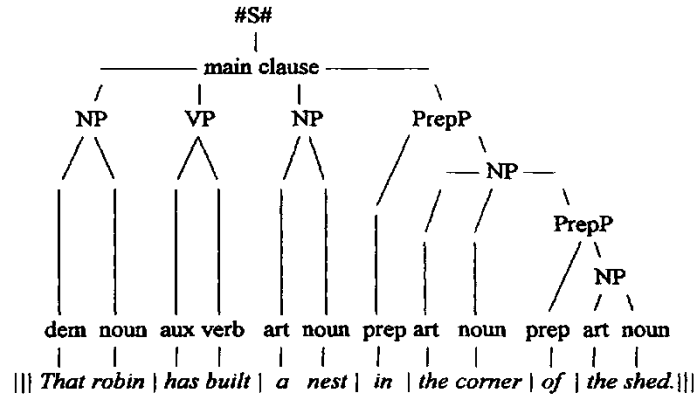 #S#
main clause
NP VP NP PrepP
NP
PrepP
NP
dem noun aux verb art noun prep art noun prep art noun
||| That robin | has built | a nest | in | the corner | of | the shed.|||